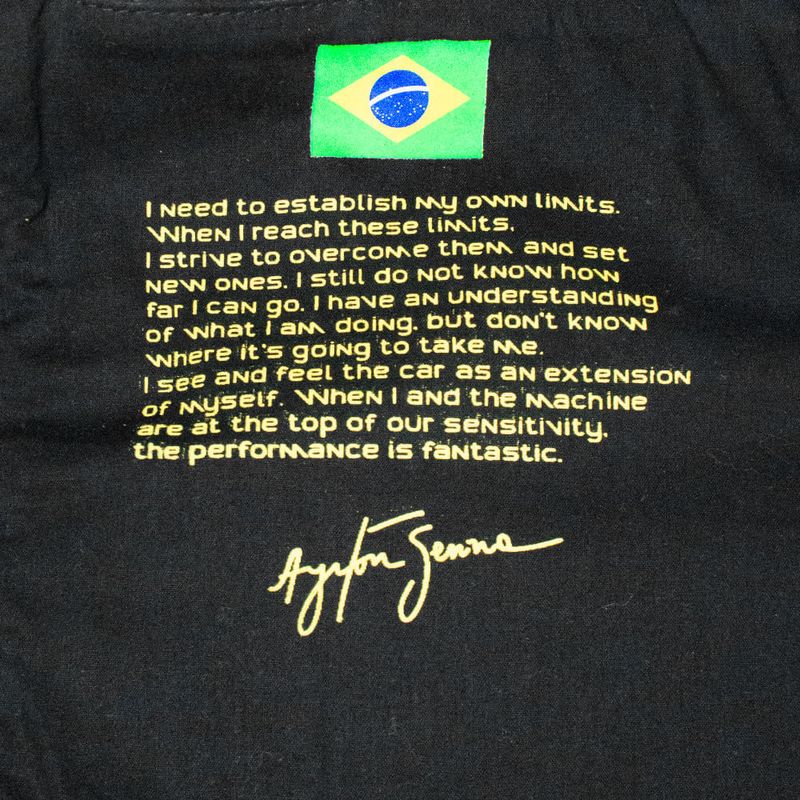 I need to establish my own limits.
When I reach these limits,
I strive to overcome them and set
new ones. I still do not know how
far I can go. I have an understanding
of what I am doing, but don't know
where it's going to take me.
I see and feel the car as an extension
of myself. When I and the machine
are at the top of our sensitivity,
the performance is fantastic.
Ayrton Senna